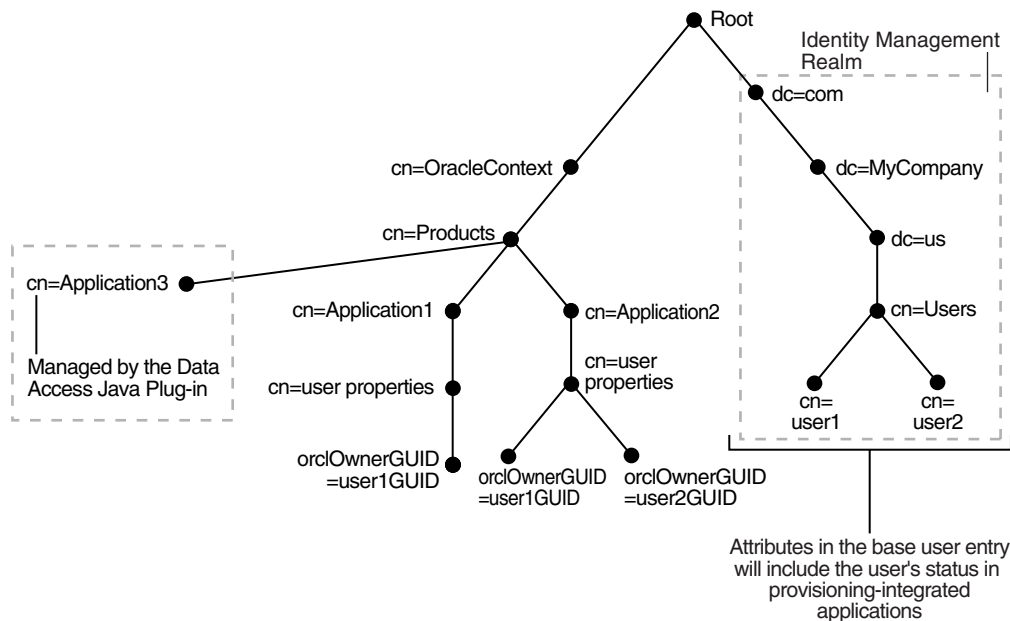 Root
Identity Management
Realm
dc=com
cn=OracleContext
dc=MyCompany
cn=Products
dc=us
cn=Application3
cn=Application1
cn=Application2
cn=Users
Managed by the Data
Access Java Plug-in
cn=user properties
cn=user
properties
cn=
user1
cn=
user2
orclOwnerGUID
=user1GUID
orclOwnerGUID
=user1GUID
orclOwnerGUID
=user2GUID
Attributes in the base user entry
will include the user's status in
provisioning-integrated
applications